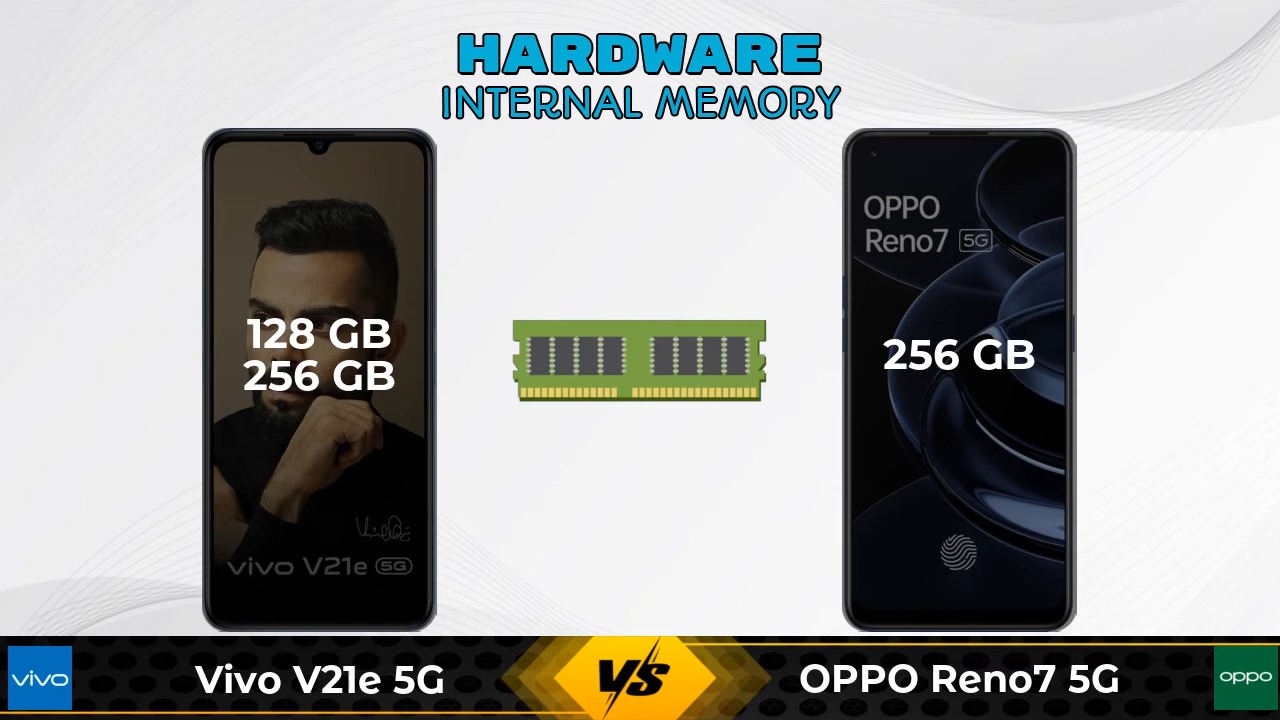 HARDWARE
INTERNAL MEMORY
128 GB
256 GB
vivo V21e 5G
OPPO
Reno7 5G
256 GB
vivo
Vivo V21e 5G
VS
OPPO Reno7 5G
oppo